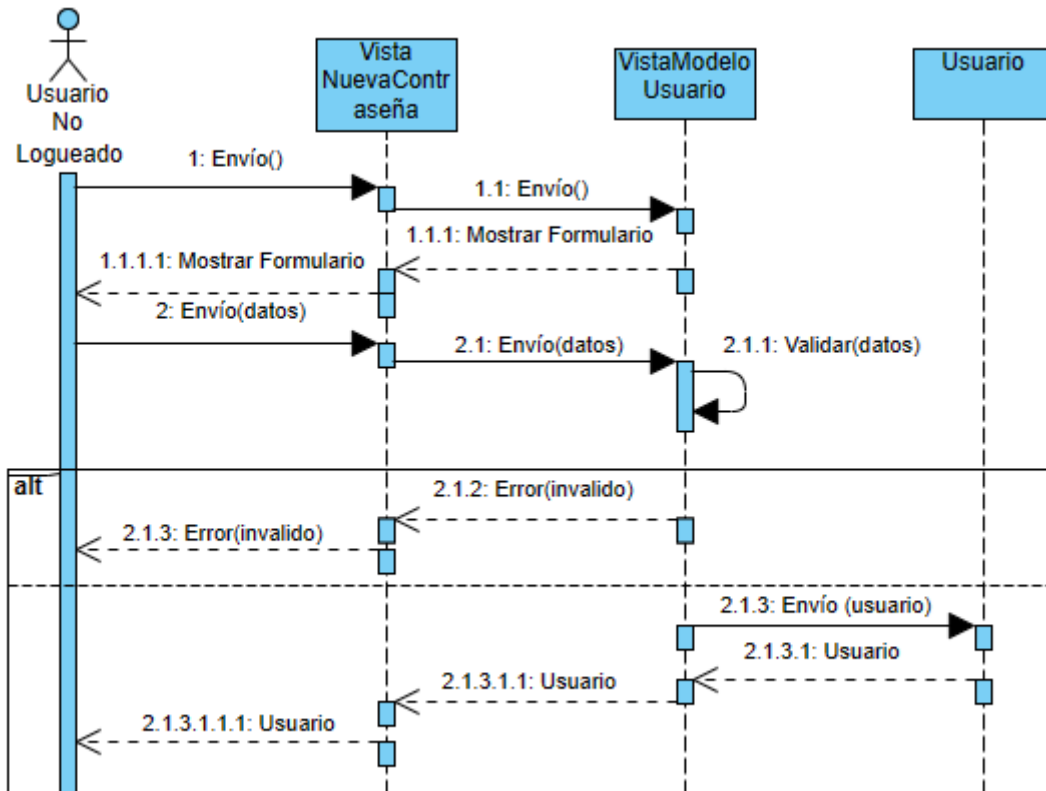 Usuario
No
Logueado
Vista
NuevaContr
aseña
VistaModelo
Usuario
Usuario
1: Envío()
1.1: Envío()
1.1.1: Mostrar Formulario
1.1.1.1: Mostrar Formulario
2: Envío(datos)
2.1: Envío(datos)
2.1.1: Validar(datos)
alt
2.1.2: Error(invalido)
2.1.3: Error(invalido)
2.1.3: Envío (usuario)
2.1.3.1: Usuario
2.1.3.1.1: Usuario
2.1.3.1.1.1: Usuario